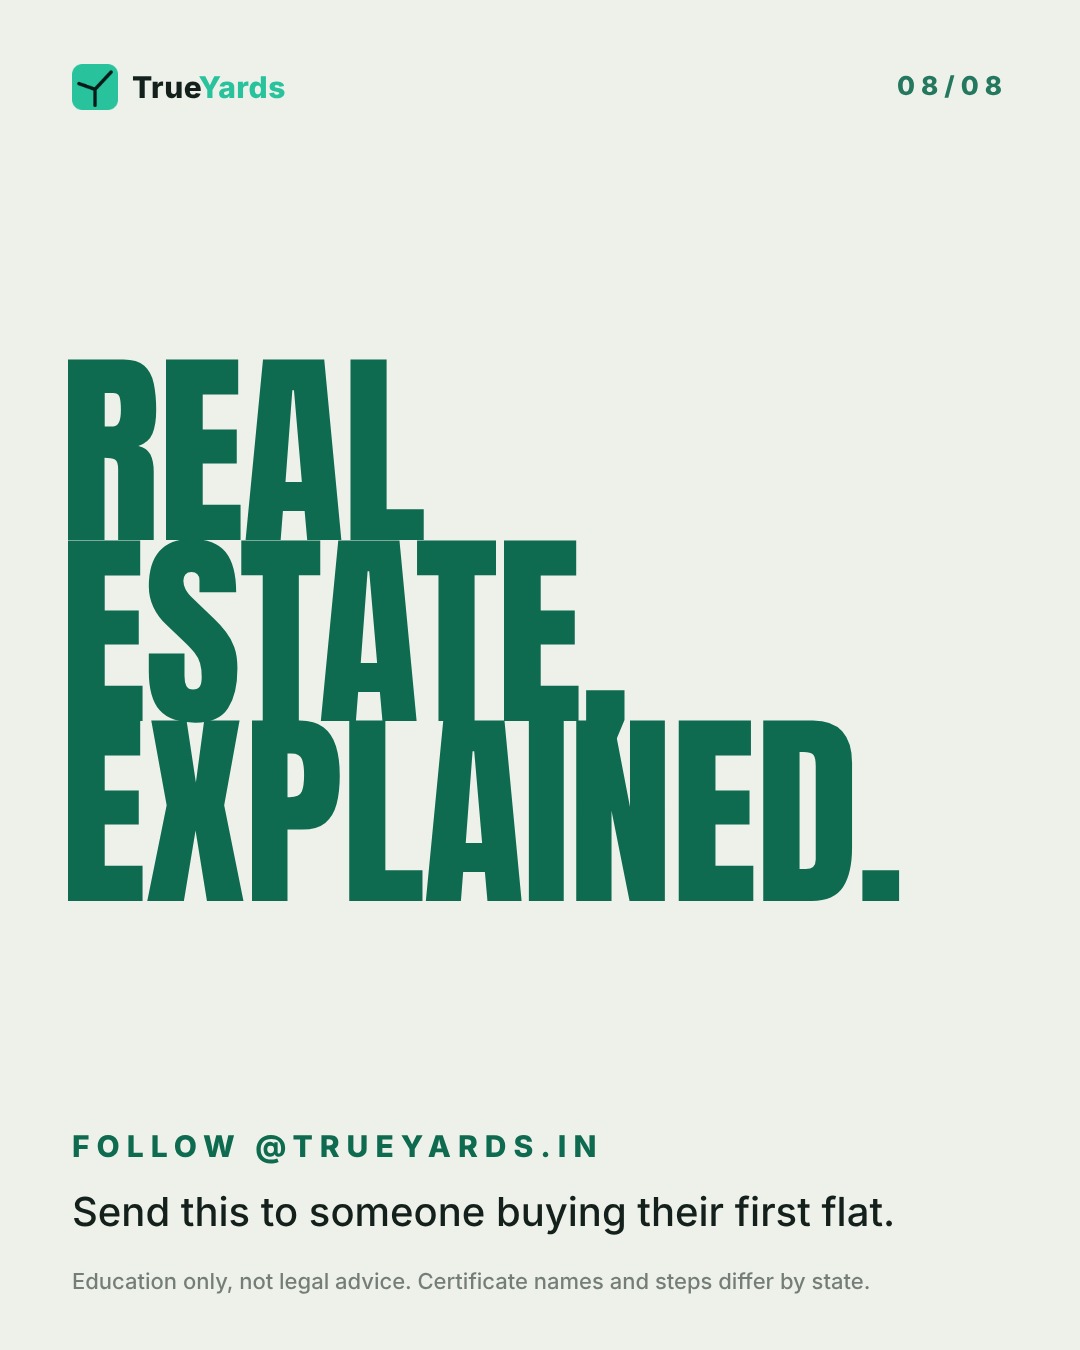 TrueYards
08/08
REAL
ESTATE,
EXPLAINED.
FOLLOW @TRUEYARDS.IN
Send this to someone buying their first flat.
Education only, not legal advice. Certificate names and steps differ by state.